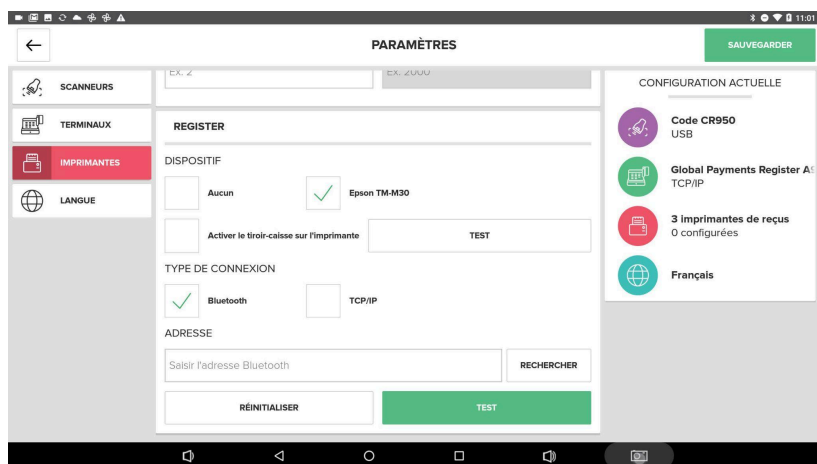 11:01
PARAMÈTRES
SAUVEGARDER
SCANNEURS
TERMINAUX
IMPRIMANTES
LANGUE
Ex. 2
Ex. 2000
REGISTER
DISPOSITIF
Aucun
Epson TM-M30
Activer le tiroir-caisse sur l'imprimante
TEST
TYPE DE CONNEXION
Bluetooth
TCP/IP
ADRESSE
Saisir l'adresse Bluetooth
RECHERCHER
RÉINITIALISER
TEST
CONFIGURATION ACTUELLE
Code CR950
USB
Global Payments Register
TCP/IP
3 imprimantes de reçus
0 configurées
Français